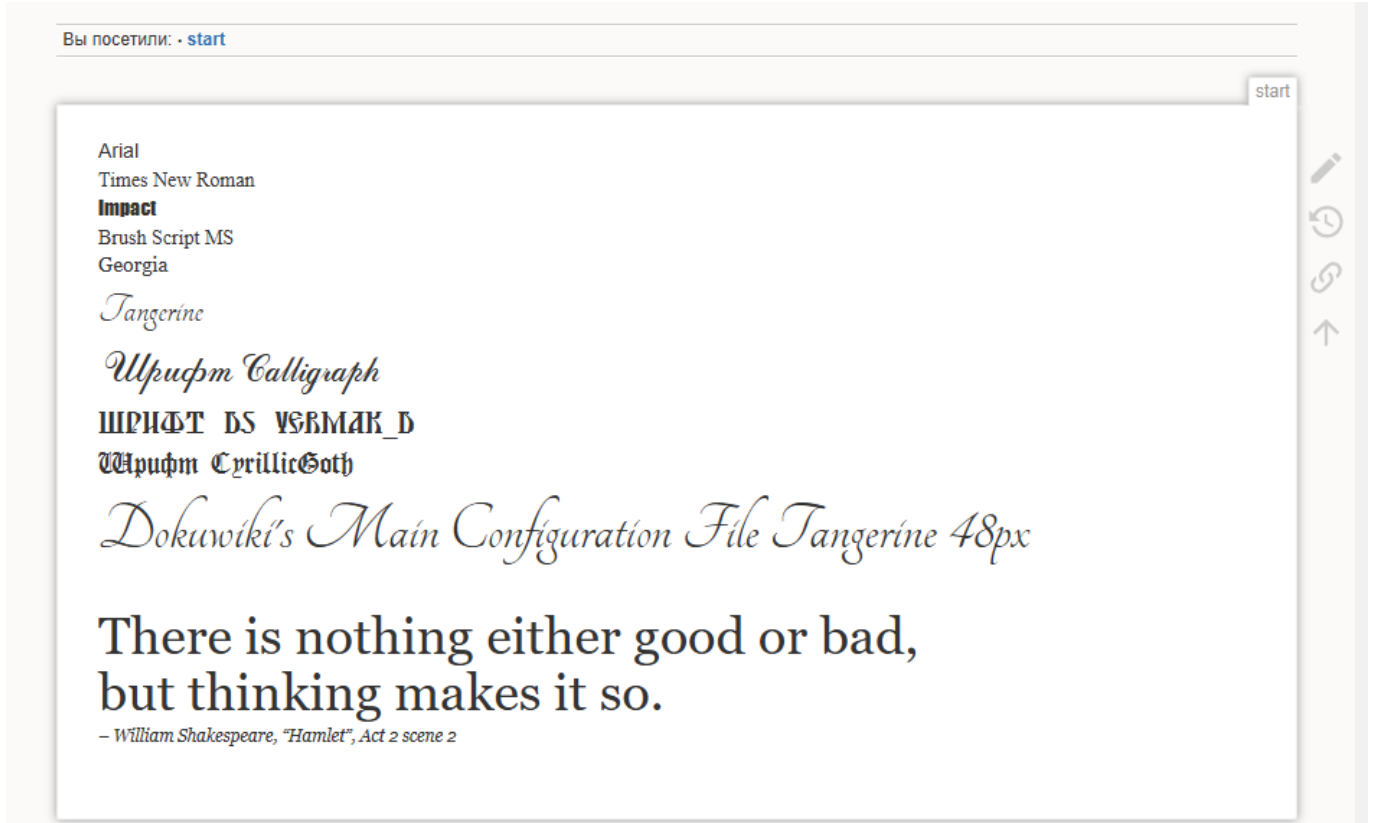 Вы посетили: • start
start
Arial
Times New Roman
Impact
Brush Script MS
Georgia
Tangerine
Шрифт Calligraph
ШРИФТ DS YERMAK_D
Шрифт CyrillicGoth
Dokuwiki's Main Configuration File Tangerine 48px
There is nothing either good or bad,
but thinking makes it so.
– William Shakespeare, “Hamlet”, Act 2 scene 2